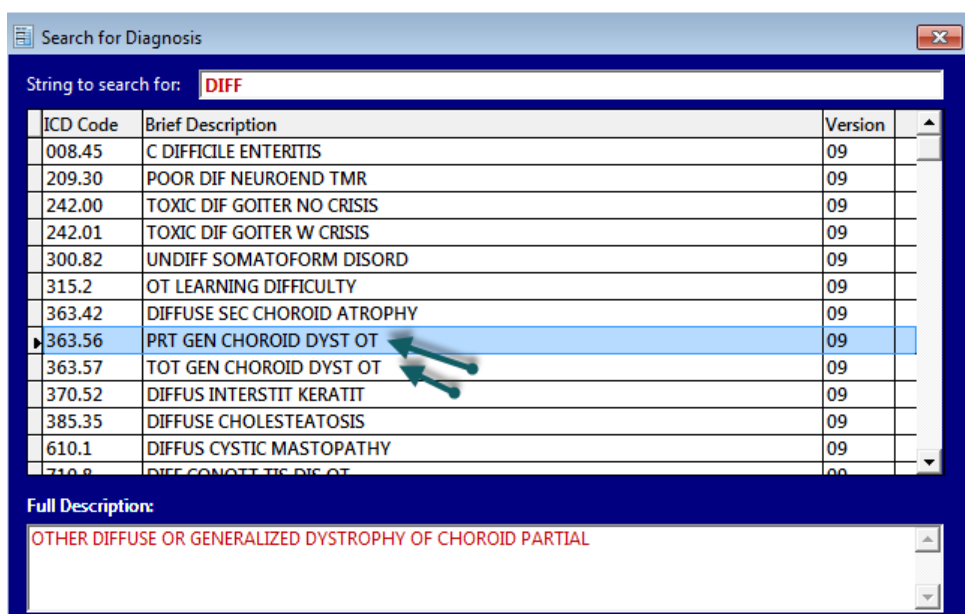 Search for Diagnosis
String to search for: DIFF
ICD Code Brief Description Version
008.45 C DIFFICILE ENTERITIS 09
209.30 POOR DIF NEUROEND TMR 09
242.00 TOXIC DIF GOITER NO CRISIS 09
242.01 TOXIC DIF GOITER W CRISIS 09
300.82 UNDIFF SOMATOFORM DISORD 09
315.2 OT LEARNING DIFFICULTY 09
363.42 DIFFUSE SEC CHOROID ATROPHY 09
363.56 PRT GEN CHOROID DYST OT 09
363.57 TOT GEN CHOROID DYST OT 09
370.52 DIFFUS INTERSTIT KERATIT 09
385.35 DIFFUSE CHOLESTEATOSIS 09
610.1 DIFFUS CYSTIC MASTOPATHY 09
Full Description:
OTHER DIFFUSE OR GENERALIZED DYSTROPHY OF CHOROID PARTIAL